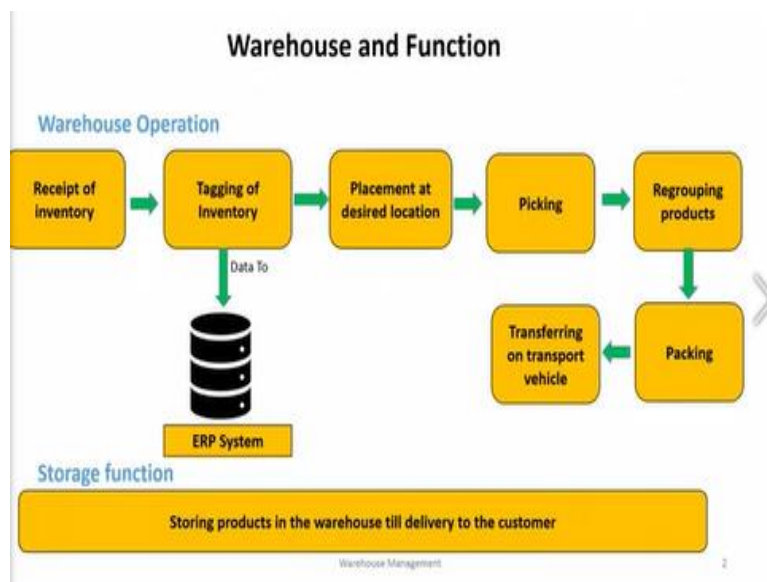 Warehouse and Function
Warehouse Operation
Receipt of
inventory
Tagging of
Inventory
Placement at
desired location
Picking
Regrouping
products
Data To
Transferring
on transport
vehicle
Packing
ERP System
Storage function
Storing products in the warehouse till delivery to the customer
Warehouse Management
2